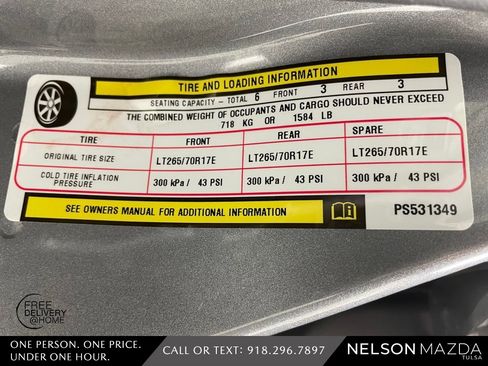 TIRE AND LOADING INFORMATION
SEATING CAPACITY - TOTAL 6 FRONT 3 REAR 3
THE COMBINED WEIGHT OF OCCUPANTS AND CARGO SHOULD NEVER EXCEED
718 KG OR 1584 LB
TIRE FRONT REAR SPARE
ORIGINAL TIRE SIZE LT265/70R17E LT265/70R17E LT265/70R17E
COLD TIRE INFLATION PRESSURE 300 kPa / 43 PSI 300 kPa / 43 PSI 300 kPa / 43 PSI
SEE OWNERS MANUAL FOR ADDITIONAL INFORMATION PS531349
FREE
DELIVERY
@HOME
ONE PERSON. ONE PRICE.
UNDER ONE HOUR.
CALL OR TEXT: 918.296.7897
NELSON MAZDA
TULSA